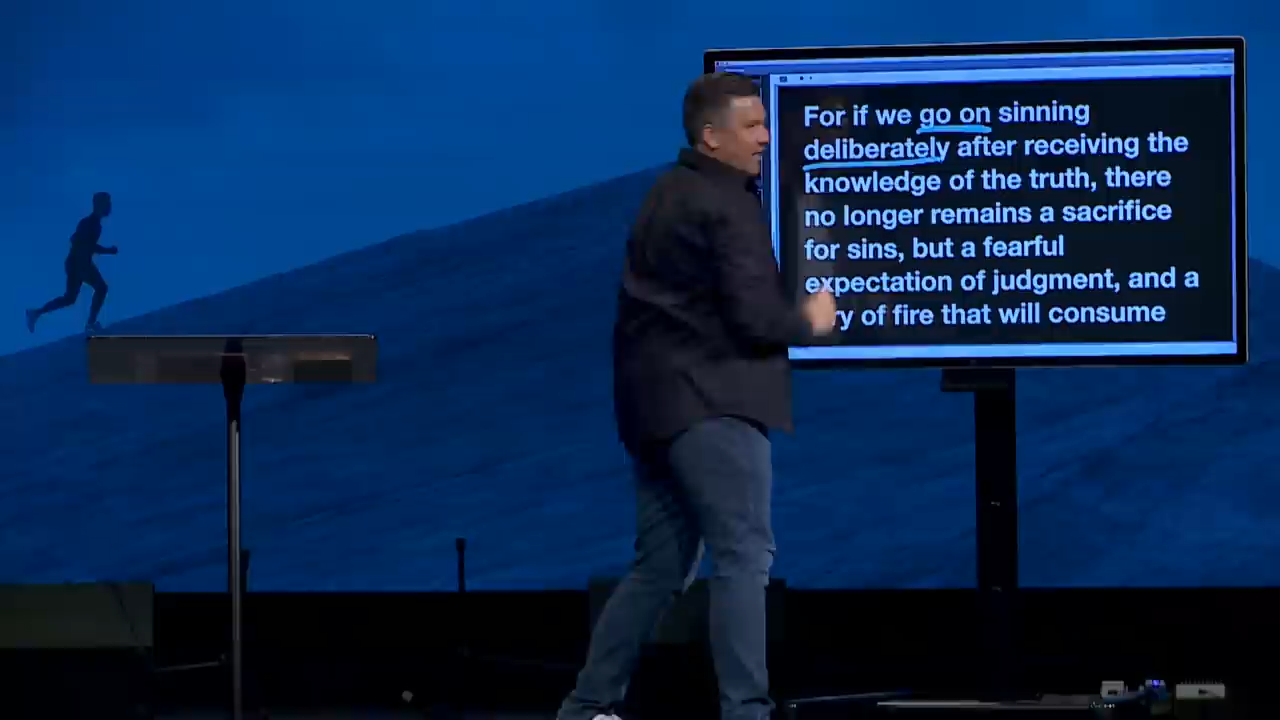 For if we go on sinning
deliberately after receiving the
knowledge of the truth, there
no longer remains a sacrifice
for sins, but a fearful
expectation of judgment, and a
of fire that will consume